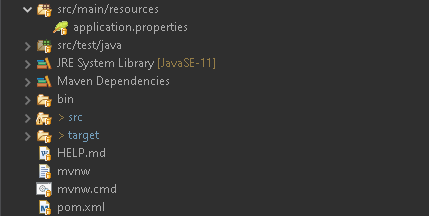 src/main/resources
application.properties
src/test/java
JRE System Library [JavaSE-11]
Maven Dependencies
bin
> src
> target
HELP.md
mvnw
mvnw.cmd
pom.xml